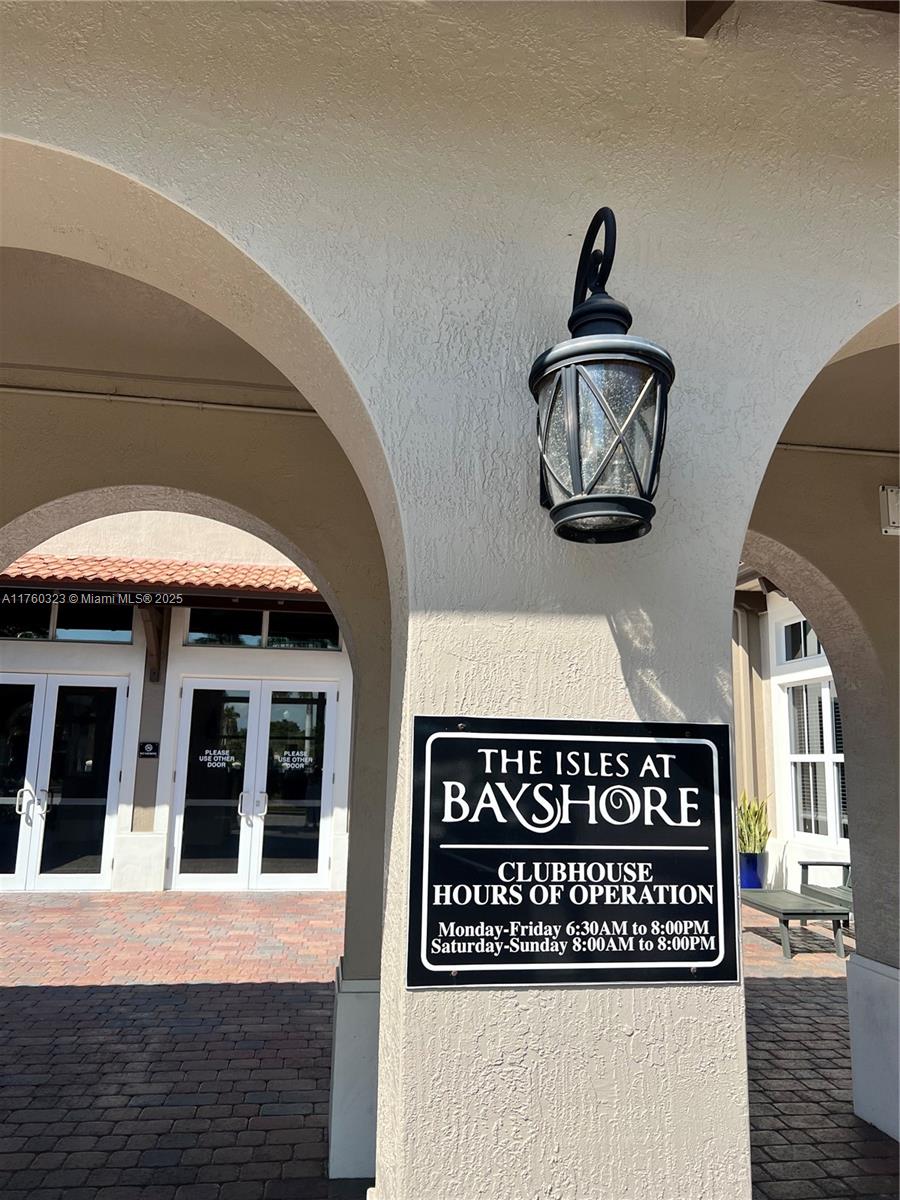 A11760323 © Miami MLS® 2025
PLEASE
USE OTHER
DOOR
PLEASE
USE OTHER
DOOR
THE ISLES AT
BAYSHORE
CLUBHOUSE
HOURS OF OPERATION
Monday-Friday 6:30AM to 8:00PM
Saturday-Sunday 8:00AM to 8:00PM